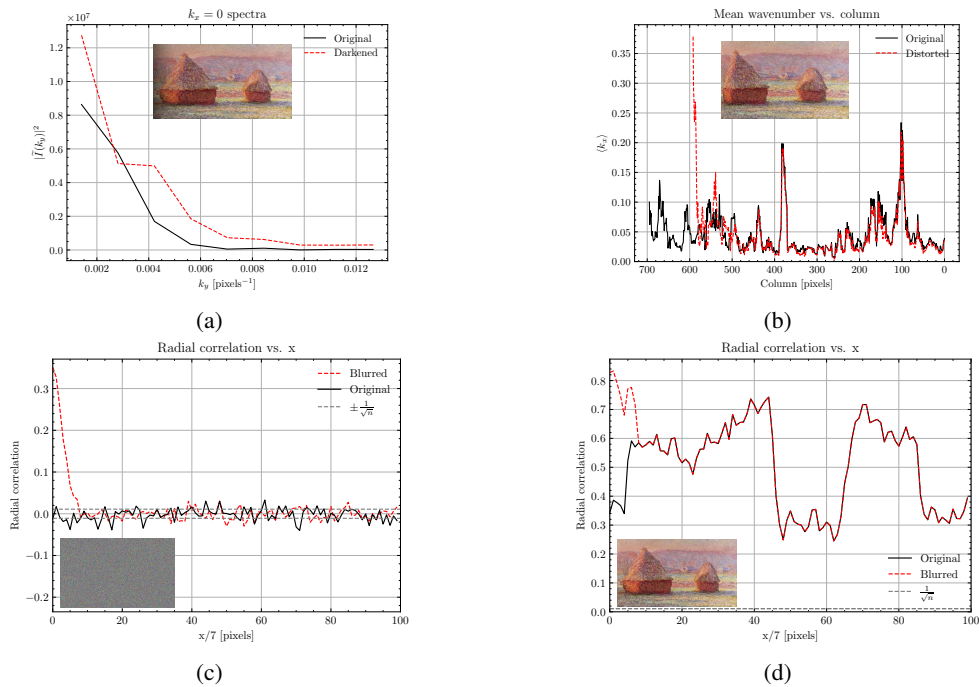 k_x = 0 spectra
×10^7
Original
Darkened
|Ĩ(k_y)|^2
1.2
1.0
0.8
0.6
0.4
0.2
0.0
0.002 0.004 0.006 0.008 0.010 0.012
k_y [pixels^−1]
(a)
Mean wavenumber vs. column
Original
Distorted
⟨k_x⟩
0.35
0.30
0.25
0.20
0.15
0.10
0.05
0.00
700 600 500 400 300 200 100 0
Column [pixels]
(b)
Radial correlation vs. x
Blurred
Original
± 1/√n
Radial correlation
0.3
0.2
0.1
0.0
−0.1
−0.2
0 20 40 60 80 100
x/7 [pixels]
(c)
Radial correlation vs. x
Radial correlation
0.8
0.7
0.6
0.5
0.4
0.3
0.2
0.1
0.0
Original
Blurred
1/√n
0 20 40 60 80 100
x/7 [pixels]
(d)